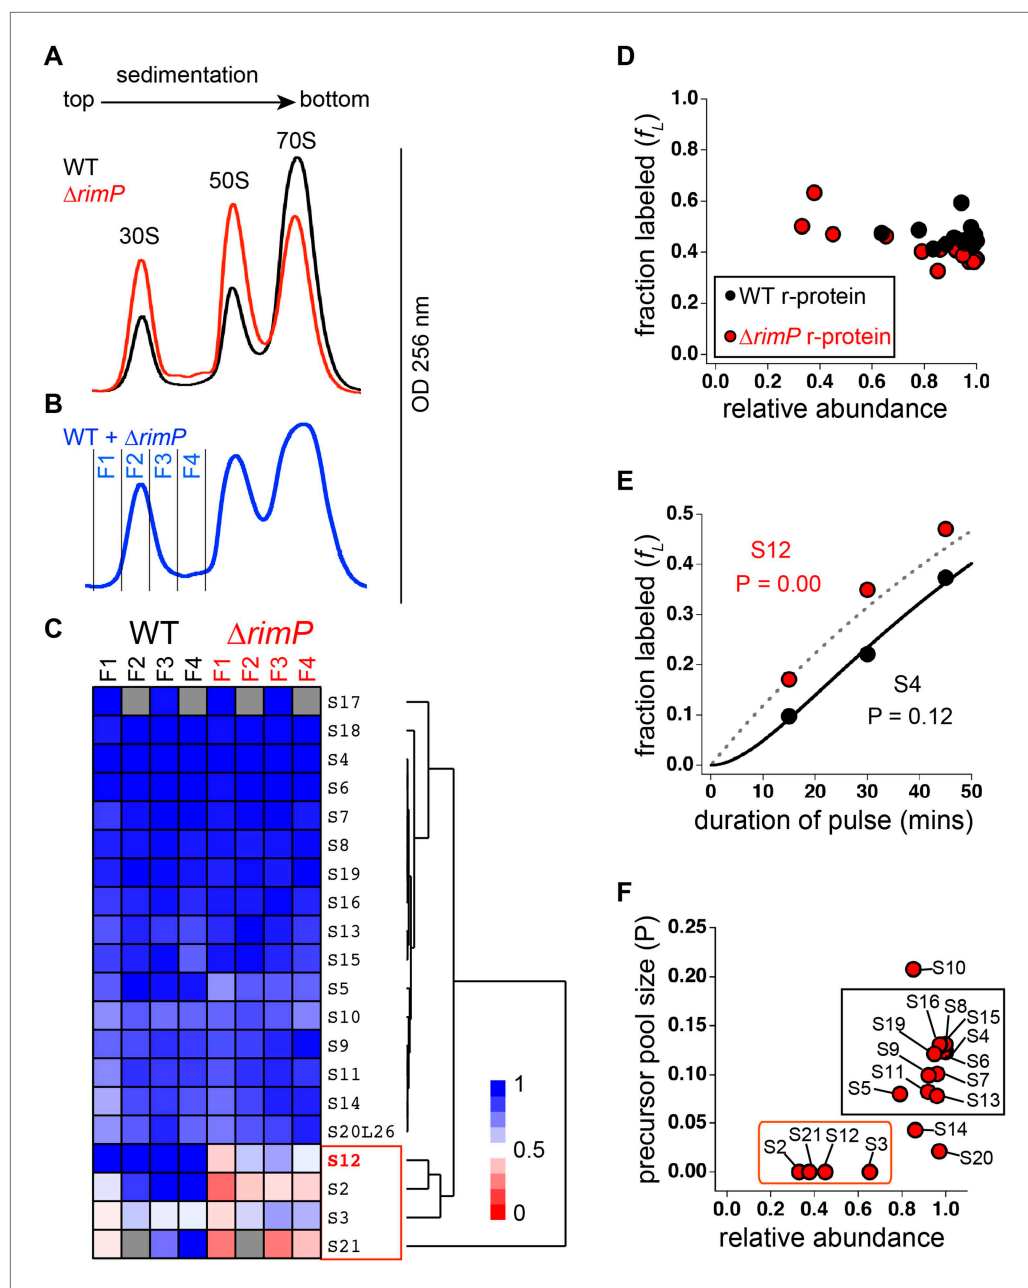 A
sedimentation
top
bottom
WT
ΔrimP
30S
50S
70S
OD 256 nm
B
WT + ΔrimP
F1
F2
F3
F4
C
WT
ΔrimP
F1
F2
F3
F4
F1
F2
F3
F4
S17
S18
S4
S6
S7
S8
S19
S16
S13
S15
S5
S10
S9
S11
S14
S20L26
S12
S2
S3
S21
1
0.5
0
D
fraction labeled (fL)
1.0
0.8
0.6
0.4
0.2
0.0
WT r-protein
ΔrimP r-protein
0.0 0.2 0.4 0.6 0.8 1.0
relative abundance
E
fraction labeled (fL)
0.5
0.4
0.3
0.2
0.1
0.0
S12
P = 0.00
S4
P = 0.12
0 10 20 30 40 50
duration of pulse (mins)
F
precursor pool size (P)
0.25
0.20
0.15
0.10
0.05
0.00
S10
S16
S8
S15
S19
S4
S9
S6
S11
S7
S5
S13
S14
S20
S2
S21
S12
S3
0.0 0.2 0.4 0.6 0.8 1.0
relative abundance